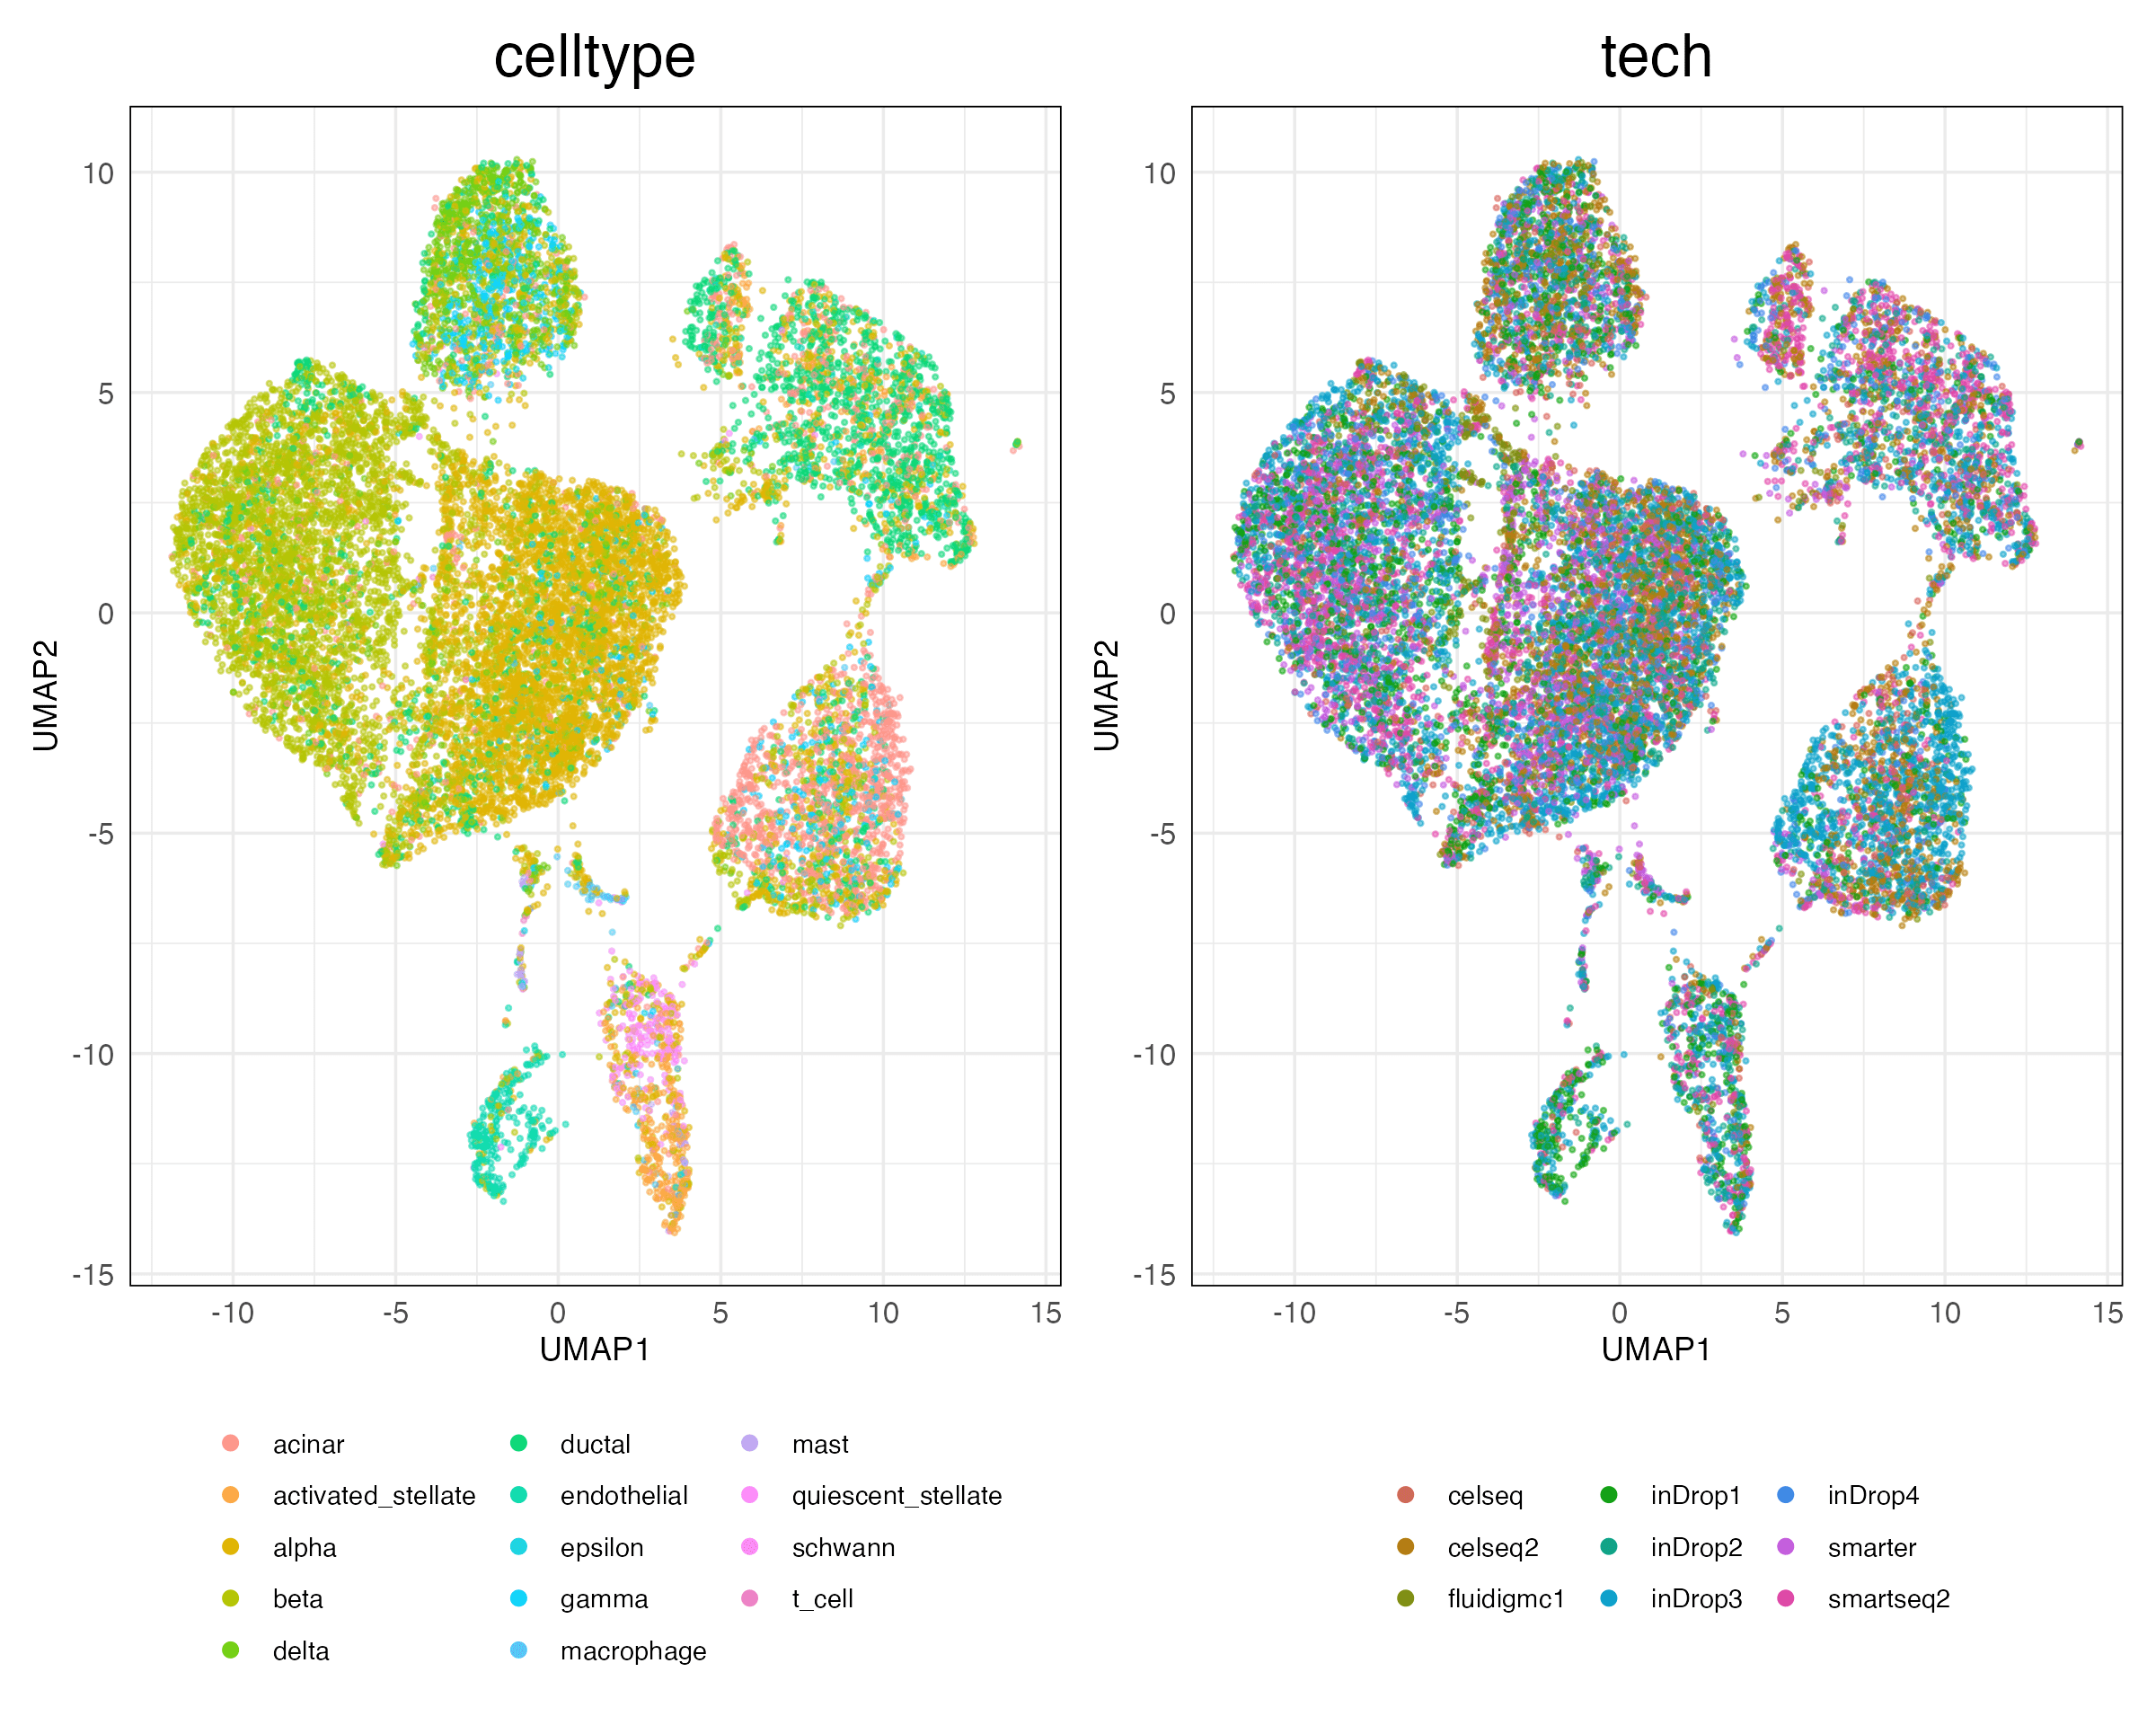 celltype
tech
10
5
0
-5
-10
-15
UMAP2
-10 -5 0 5 10 15
UMAP1
10
5
0
-5
-10
-15
UMAP2
-10 -5 0 5 10 15
UMAP1
acinar ductal mast
activated_stellate endothelial quiescent_stellate
alpha epsilon schwann
beta gamma t_cell
delta macrophage
celseq inDrop1 inDrop4
celseq2 inDrop2 smarter
fluidigmc1 inDrop3 smartseq2